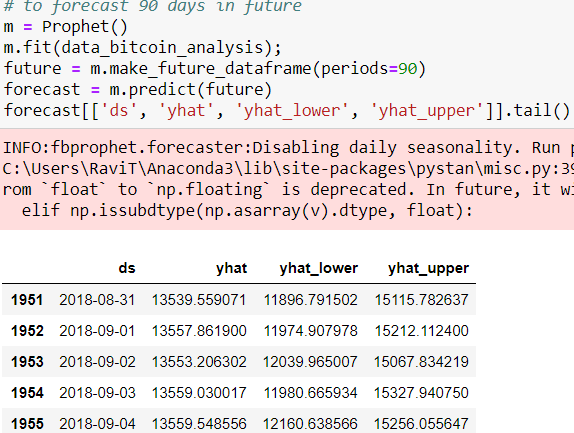 # to forecast 90 days in future
m = Prophet()
m.fit(data_bitcoin_analysis);
future = m.make_future_dataframe(periods=90)
forecast = m.predict(future)
forecast[['ds', 'yhat', 'yhat_lower', 'yhat_upper']].tail()
INFO:fbprophet.forecaster:Disabling daily seasonality. Run p
C:\Users\RaviT\Anaconda3\lib\site-packages\pystan\misc.py:39
rom `float` to `np.floating` is deprecated. In future, it wi
elif np.issubdtype(np.asarray(v).dtype, float):
ds yhat yhat_lower yhat_upper
1951 2018-08-31 13539.559071 11896.791502 15115.782637
1952 2018-09-01 13557.861900 11974.907978 15212.112400
1953 2018-09-02 13553.206302 12039.965007 15067.834219
1954 2018-09-03 13559.030017 11980.665934 15327.940750
1955 2018-09-04 13559.548556 12160.638566 15256.055647